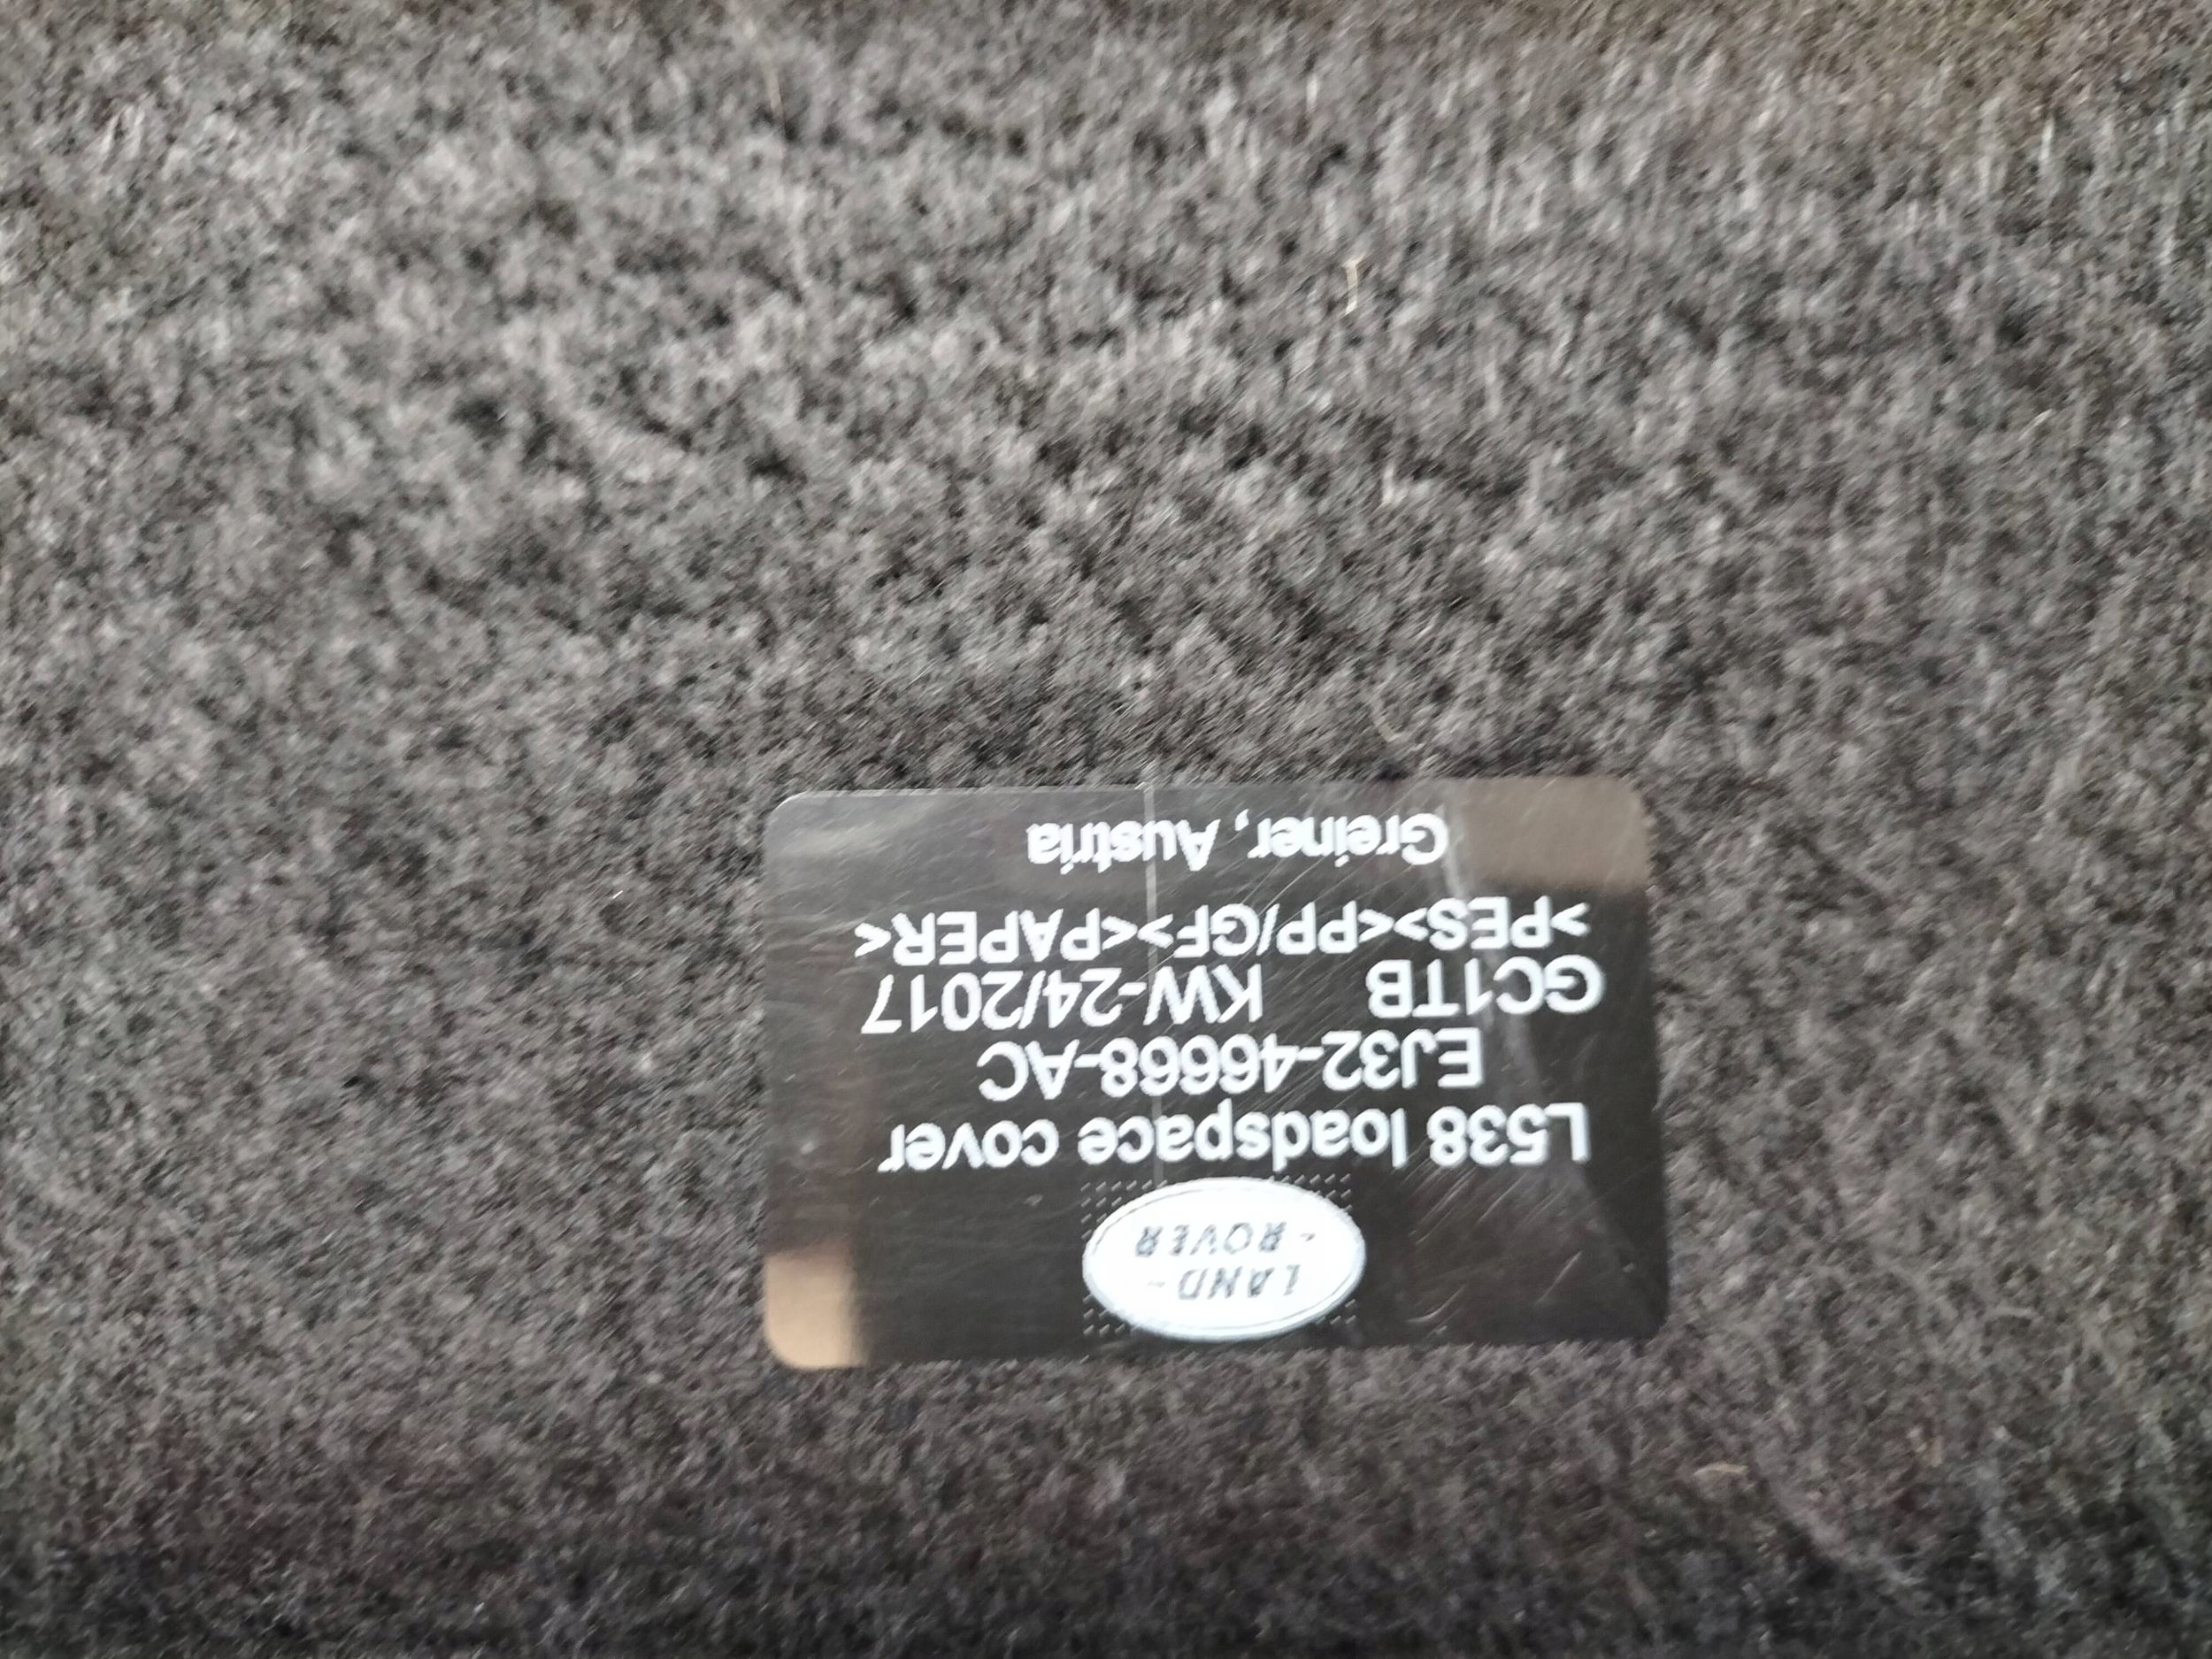 LAND -
- ROVER
L538 loadspace cover
EJ32-46668-AC
GC1TB KW-24/2017
>PES><PP/GF><PAPER<
Greiner, Austria